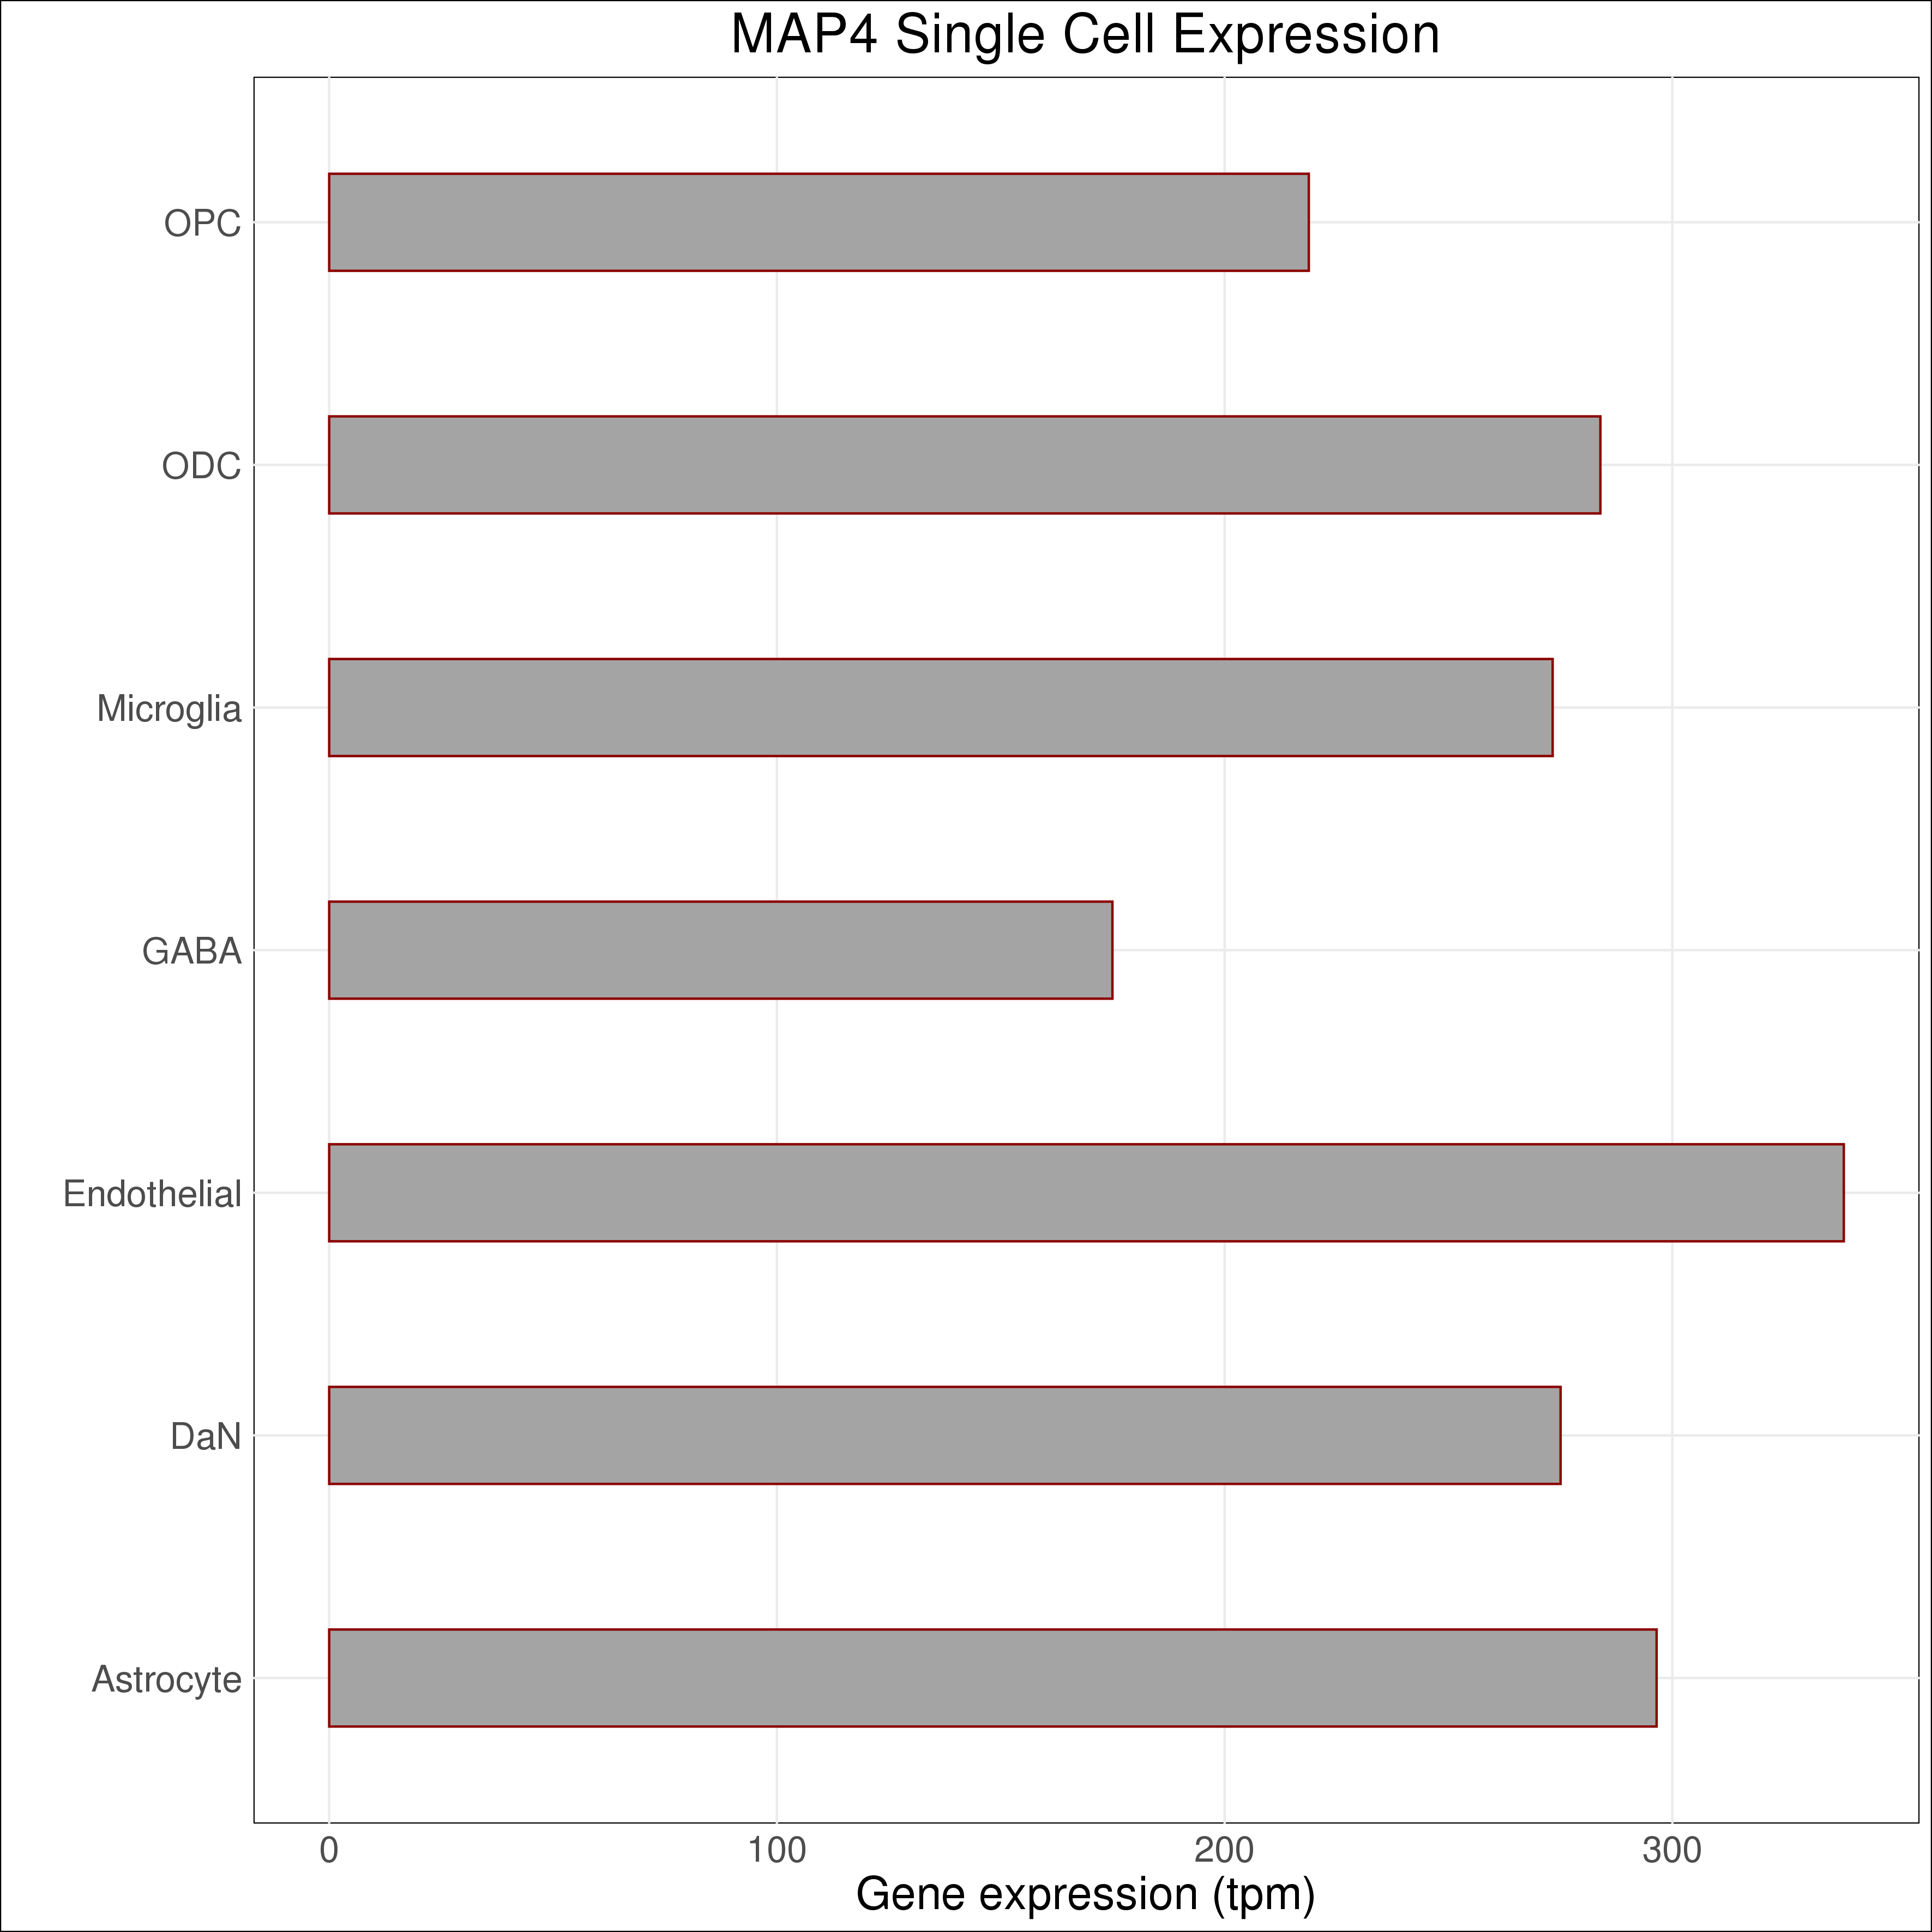 MAP4 Single Cell Expression
OPC
ODC
Microglia
GABA
Endothelial
DaN
Astrocyte
0 100 200 300
Gene expression (tpm)